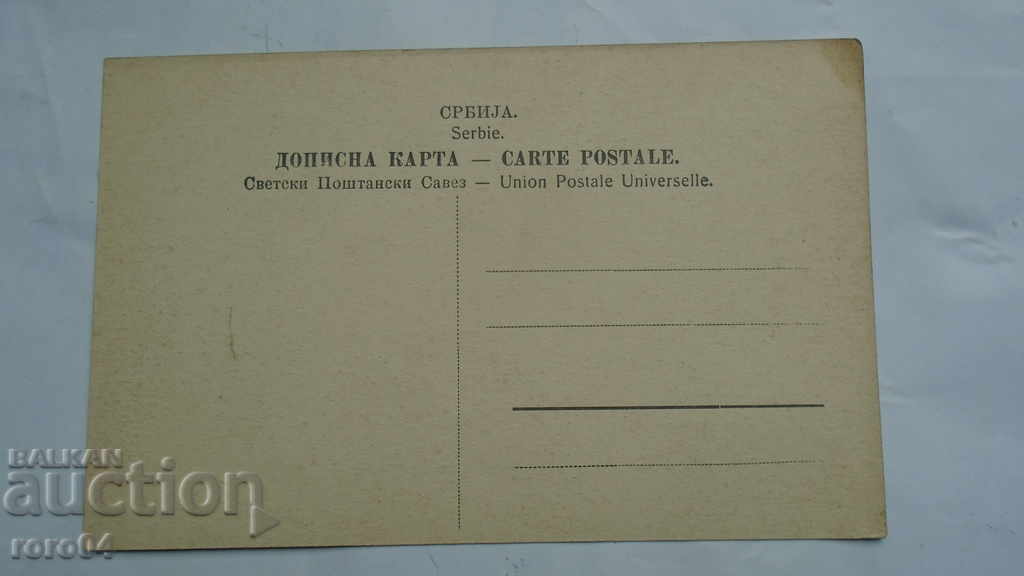 СРБИЈА.
Serbie.
ДОПИСНА КАРТА — CARTE POSTALE.
Светски Поштански Савез — Union Postale Universelle.
BALKAN
auction
roro04